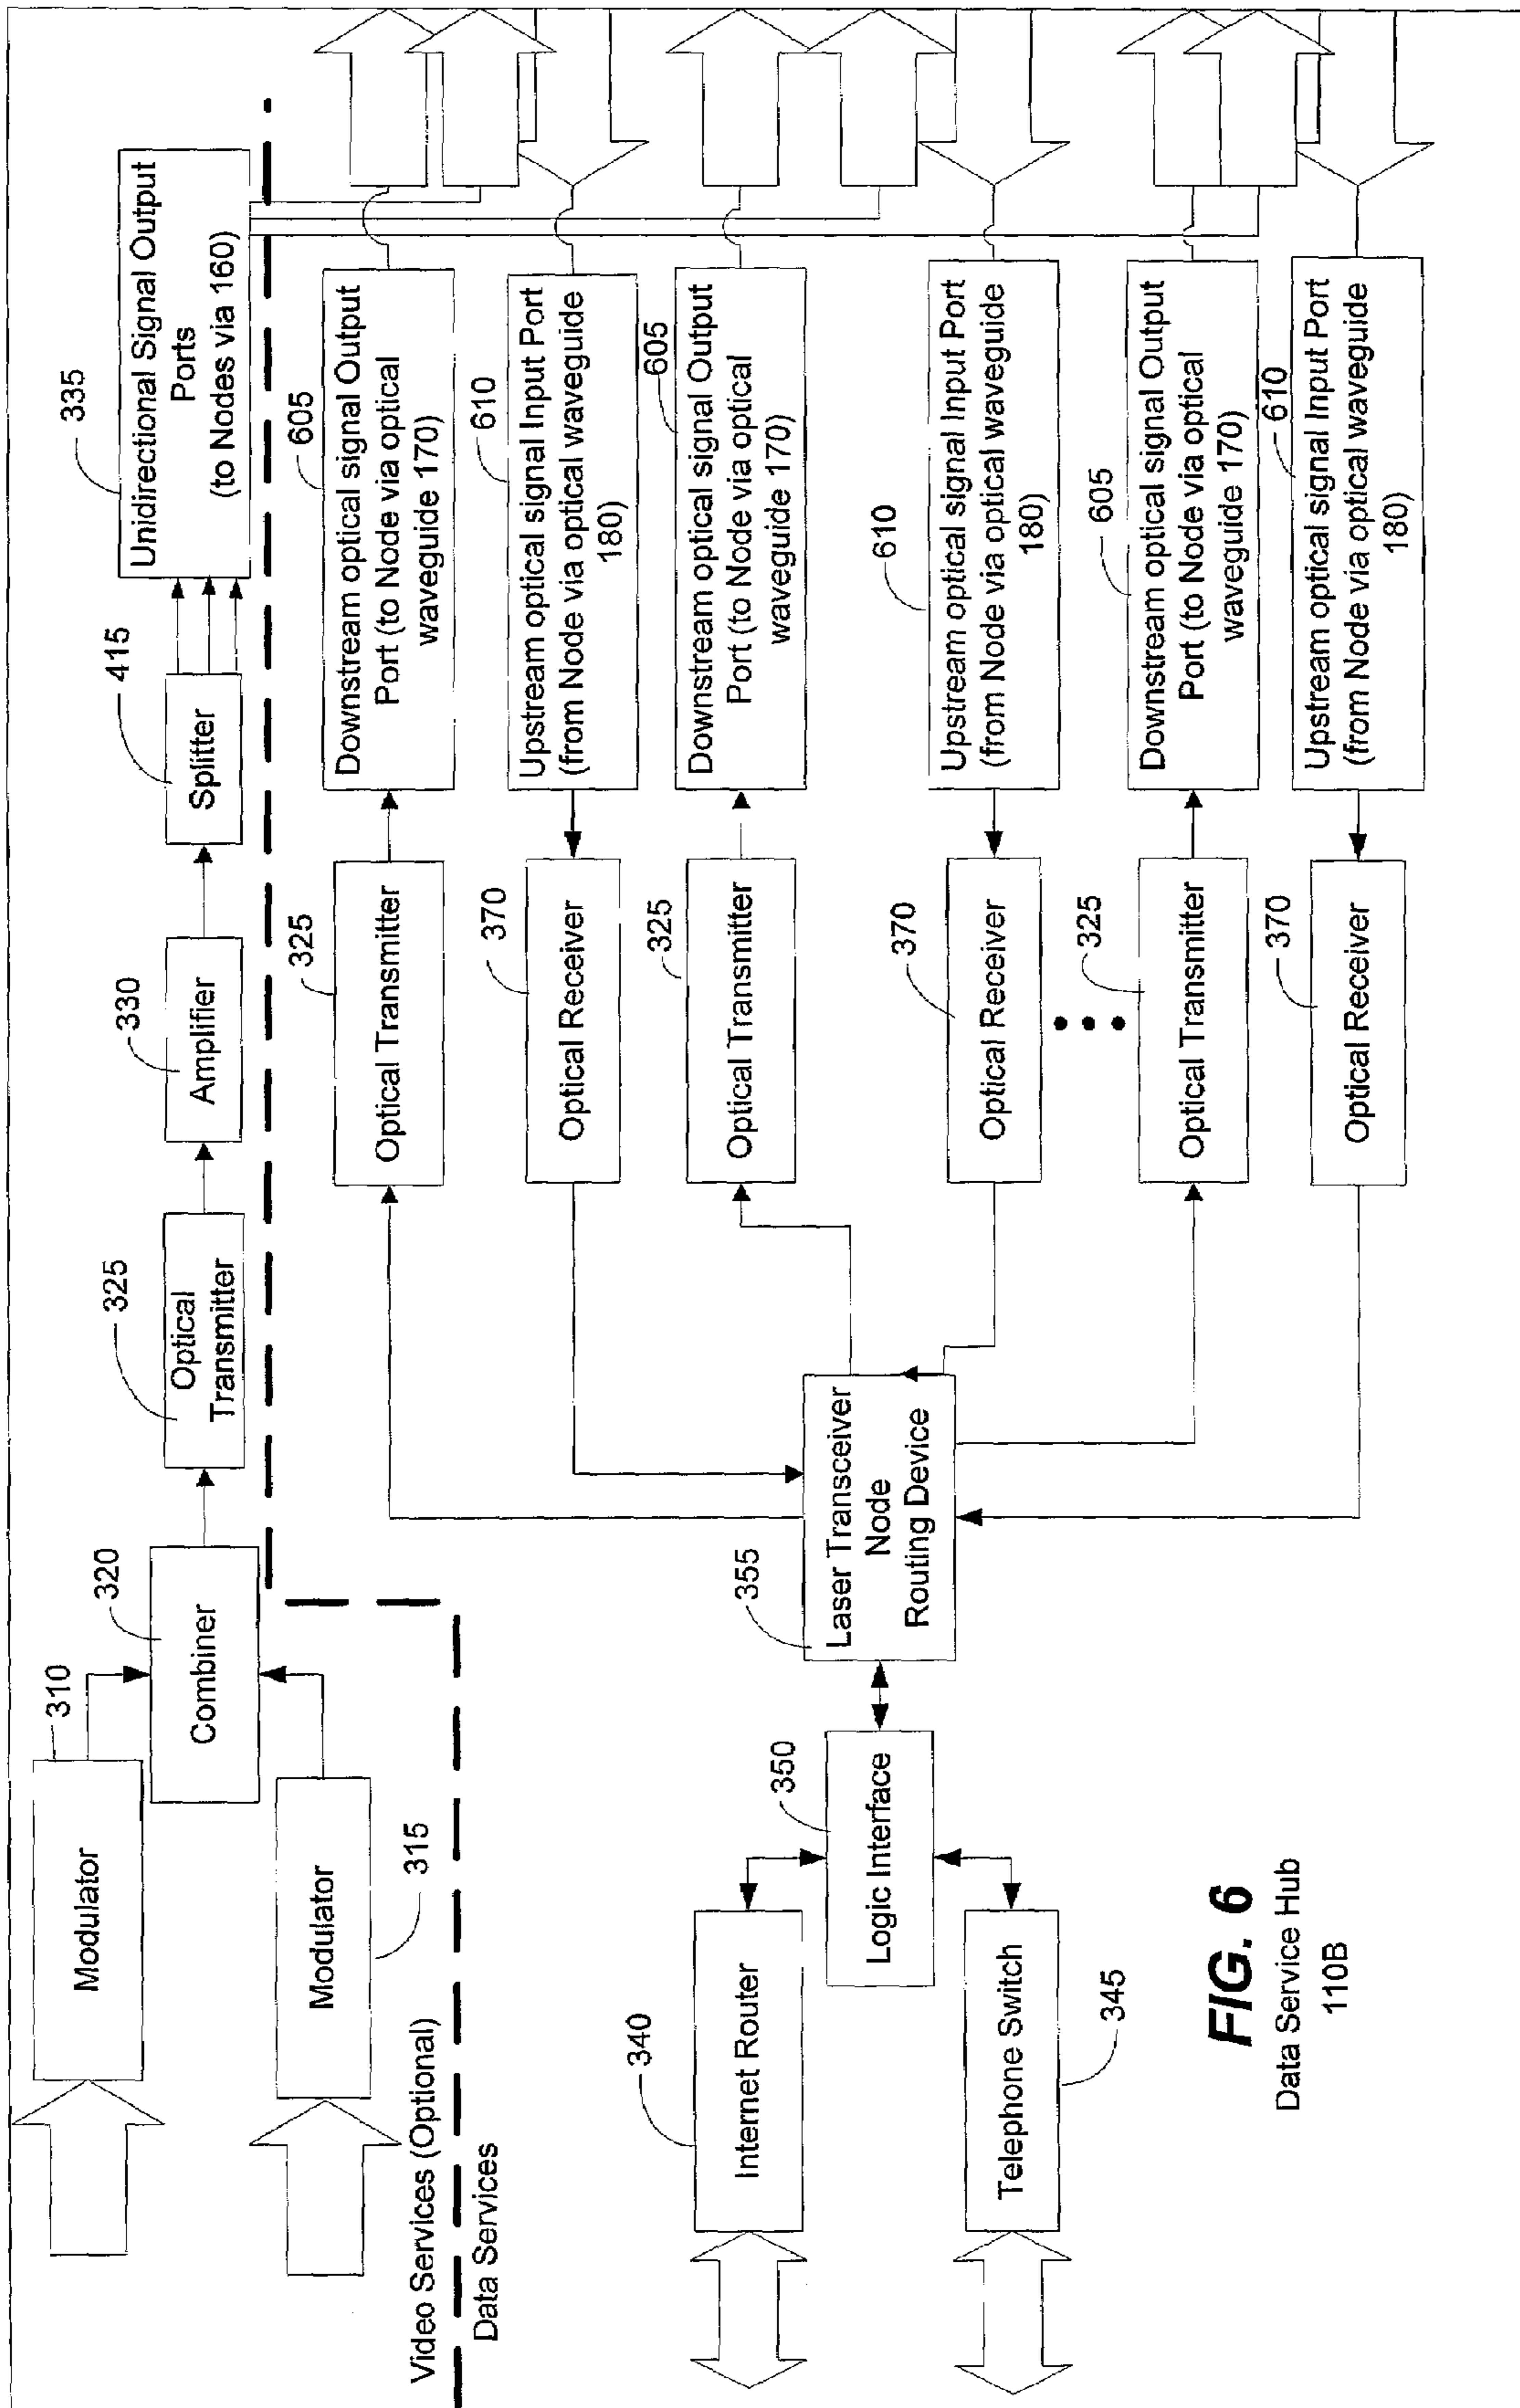 310
Modulator
320
Combiner
Modulator
315
325
Optical
Transmitter
330
Amplifier
415
Splitter
335
Unidirectional Signal Output
Ports
(to Nodes via 160)
Video Services (Optional)
Data Services
340
Internet Router
350
Logic Interface
Telephone Switch
345
355
Laser Transceiver
Node
Routing Device
325
Optical Transmitter
605
Downstream optical signal Output
Port (to Node via optical
waveguide 170)
370
Optical Receiver
610
Upstream optical signal Input Port
(from Node via optical waveguide
180)
325
Optical Transmitter
605
Downstream optical signal Output
Port (to Node via optical
waveguide 170)
370
Optical Receiver
610
Upstream optical signal Input Port
(from Node via optical waveguide
180)
325
Optical Transmitter
605
Downstream optical signal Output
Port (to Node via optical
waveguide 170)
370
Optical Receiver
610
Upstream optical signal Input Port
(from Node via optical waveguide
180)
FIG. 6
Data Service Hub
110B